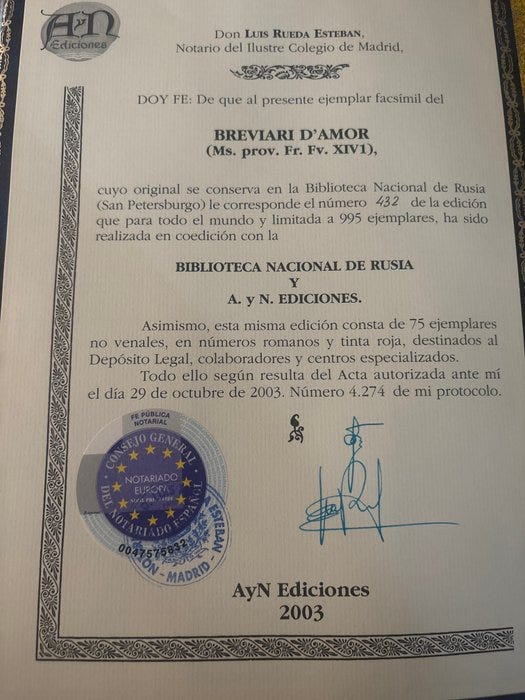 AyN
Ediciones
Don LUIS RUEDA ESTEBAN,
Notario del Ilustre Colegio de Madrid,
DOY FE: De que al presente ejemplar facsímil del
BREVIARI D'AMOR
(Ms. prov. Fr. Fv. XIV1),
cuyo original se conserva en la Biblioteca Nacional de Rusia
(San Petersburgo) le corresponde el número 432 de la edición
que para todo el mundo y limitada a 995 ejemplares, ha sido
realizada en coedición con la
BIBLIOTECA NACIONAL DE RUSIA
Y
A. y N. EDICIONES.
Asimismo, esta misma edición consta de 75 ejemplares
no venales, en números romanos y tinta roja, destinados al
Depósito Legal, colaboradores y centros especializados.
Todo ello según resulta del Acta autorizada ante mí
el día 29 de octubre de 2003. Número 4.274 de mi protocolo.
FE PÚBLICA
NOTARIAL
CONSEJO GENERAL
DEL NOTARIADO ESPAÑOL
NOTARIADO
EUROPA
0047575832
ESTEBAN
MADRID
AyN Ediciones
2003